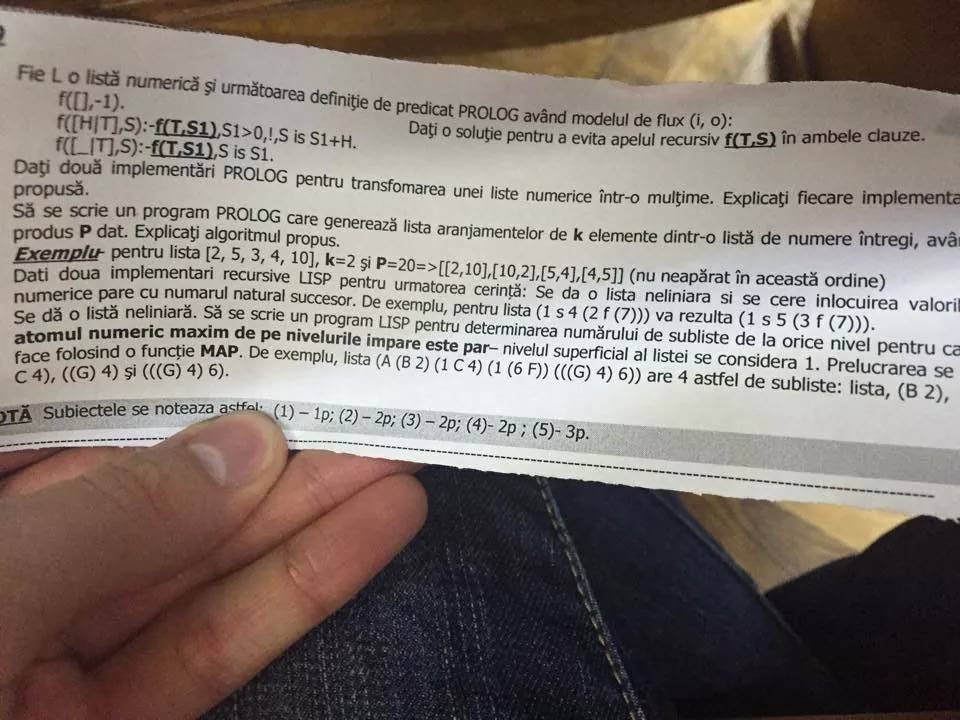 Fie L o listă numerică şi următoarea definiţie de predicat PROLOG având modelul de flux (i, o):
f([],-1).
f([H|T],S):-f(T,S1),S1>0,!,S is S1+H. Daţi o soluţie pentru a evita apelul recursiv f(T,S) în ambele clauze.
f([_|T],S):-f(T,S1),S is S1.
Daţi două implementări PROLOG pentru transfomarea unei liste numerice într-o mulţime. Explicaţi fiecare
propusă.
Să se scrie un program PROLOG care generează lista aranjamentelor de k elemente dintr-o listă de numere întregi,
produs P dat. Explicaţi algoritmul propus.
Exemplu- pentru lista [2, 5, 3, 4, 10], k=2 şi P=20=>[[2,10],[10,2],[5,4],[4,5]] (nu neapărat în această ordine)
Dati doua implementari recursive LISP pentru urmatorea cerinţă: Se da o lista neliniara si se cere inlocuirea
numerice pare cu numarul natural succesor. De exemplu, pentru lista (1 s 4 (2 f (7))) va rezulta (1 s 5 (3 f (7))).
Se dă o listă neliniară. Să se scrie un program LISP pentru determinarea numărului de subliste de la orice nivel pentru
atomul numeric maxim de pe nivelurile impare este par– nivelul superficial al listei se considera 1. Prelucrarea se
face folosind o funcţie MAP. De exemplu, lista (A (B 2) (1 C 4) (1 (6 F)) (((G) 4) 6)) are 4 astfel de subliste: lista, (B 2),
C 4), ((G) 4) şi (((G) 4) 6).
Subiectele se noteaza astfel: (1) – 1p; (2) – 2p; (3) – 2p; (4)- 2p ; (5)- 3p.